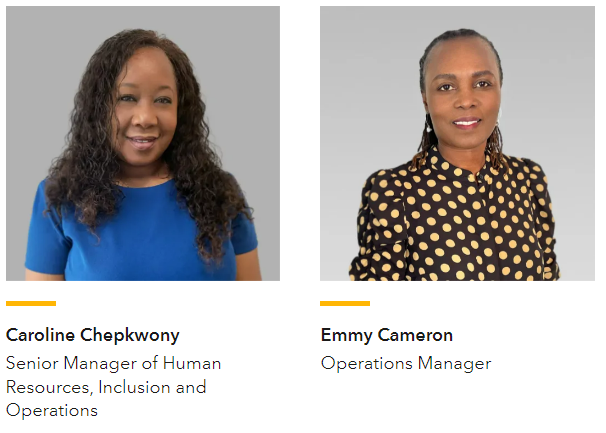 Caroline Chepkwony
Senior Manager of Human
Resources, Inclusion and
Operations
Emmy Cameron
Operations Manager